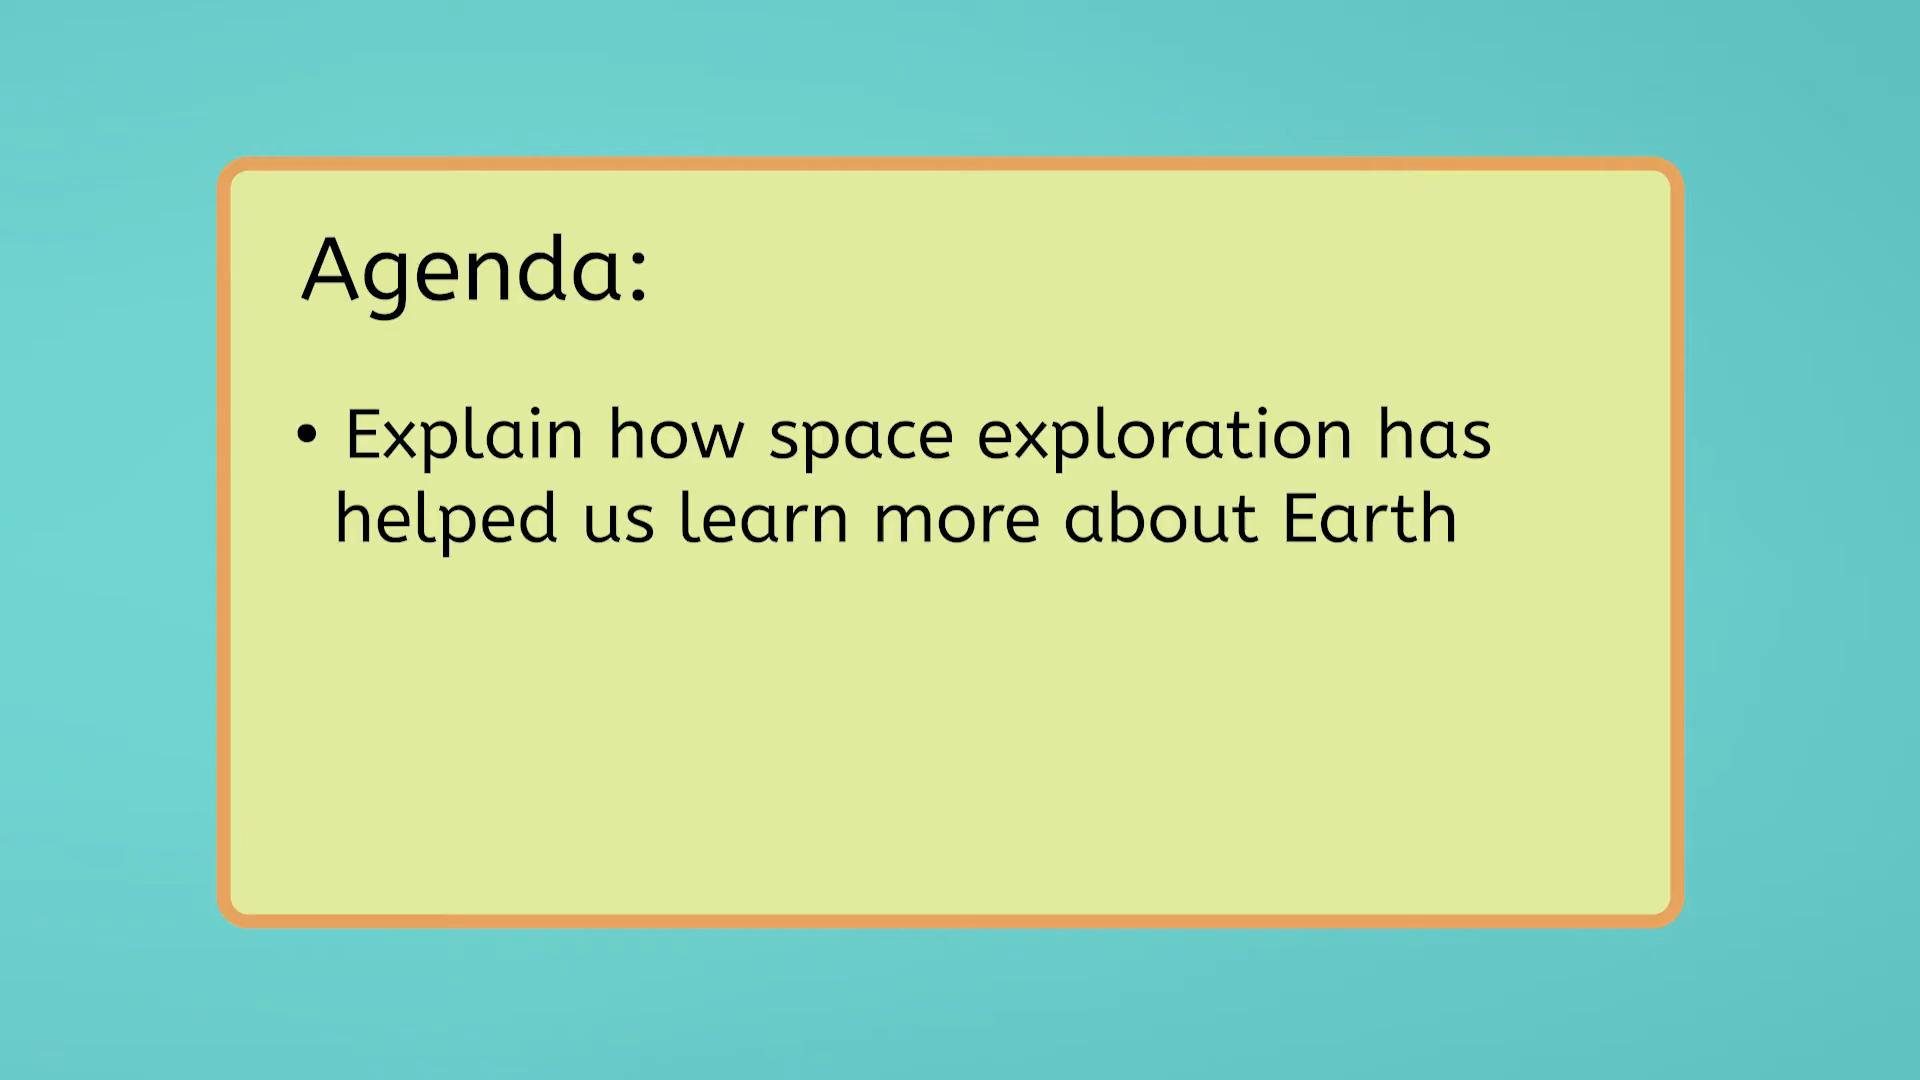 Agenda:
• Explain how space exploration has
helped us learn more about Earth